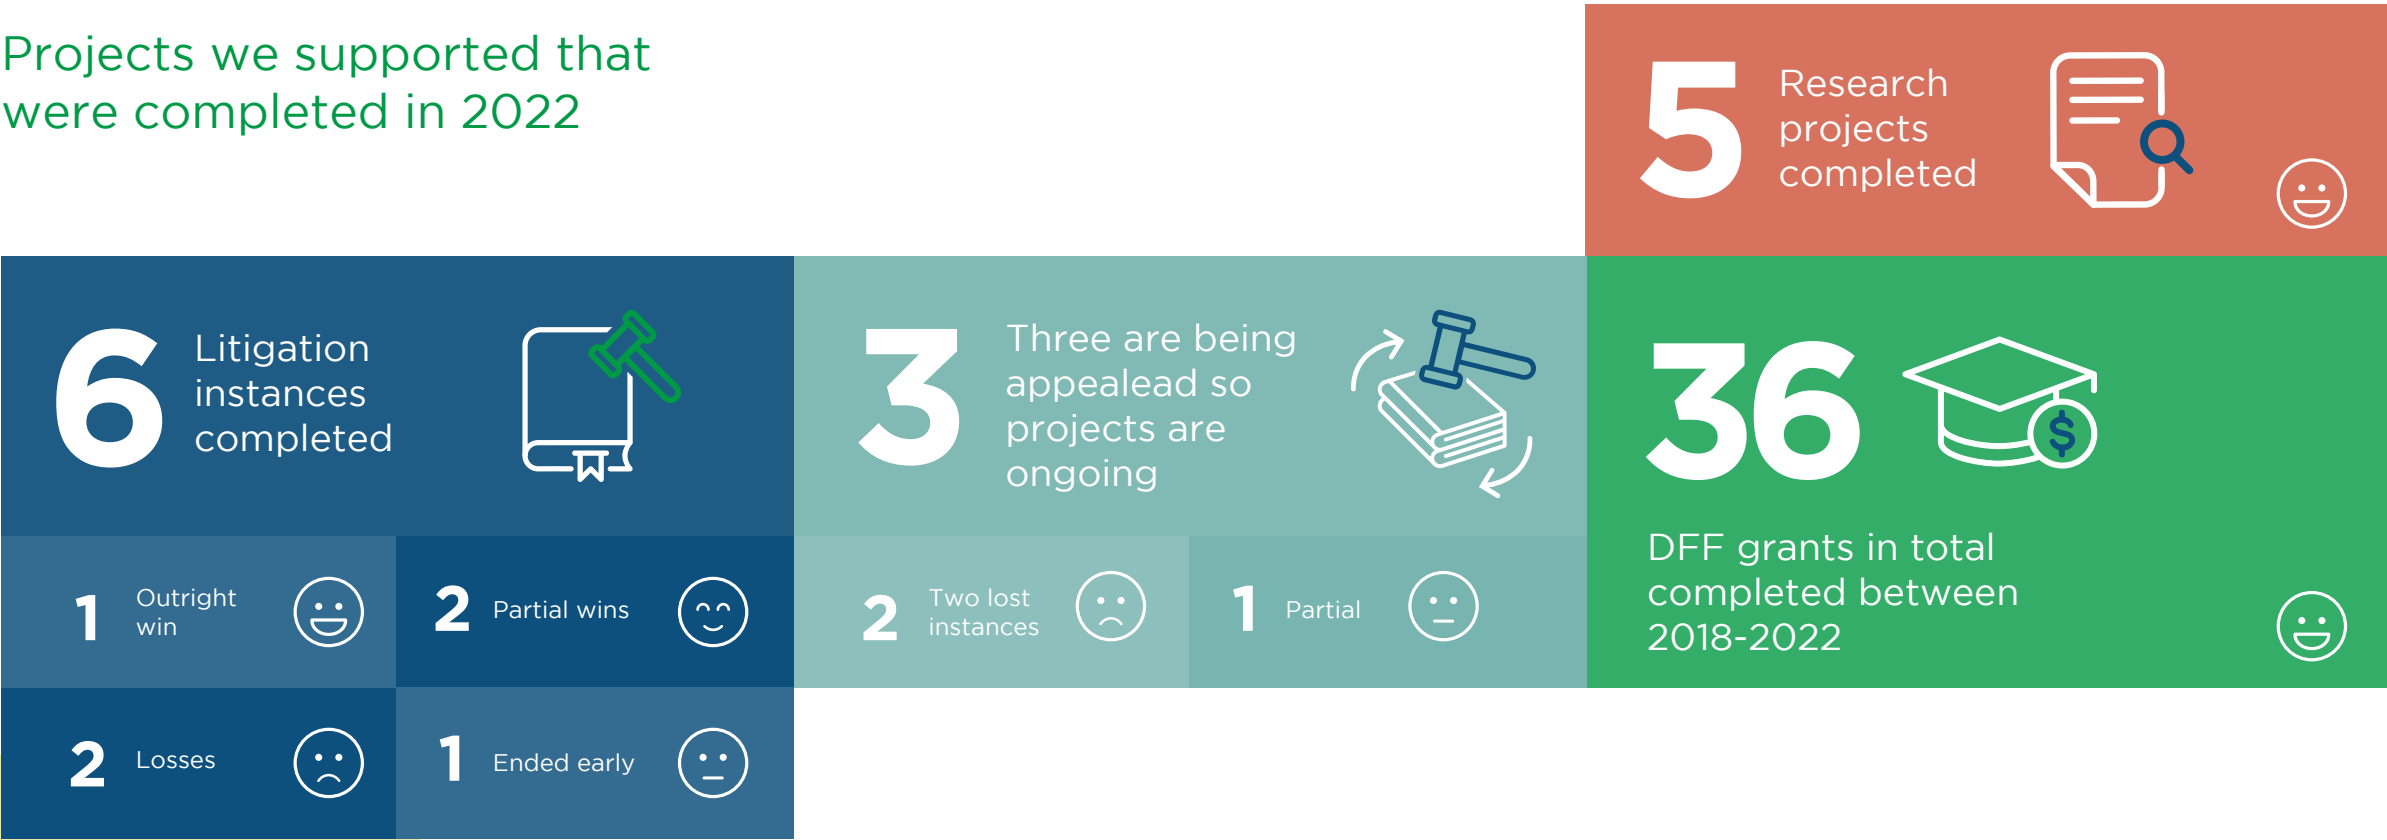 Projects we supported that
were completed in 2022
5
Research
projects
completed
6
Litigation
instances
completed
3
Three are being
appealead so
projects are
ongoing
36
$
DFF grants in total
completed between
2018-2022
1
Outright
win
2
Partial wins
2
Two lost
instances
1
Partial
2
Losses
1
Ended early